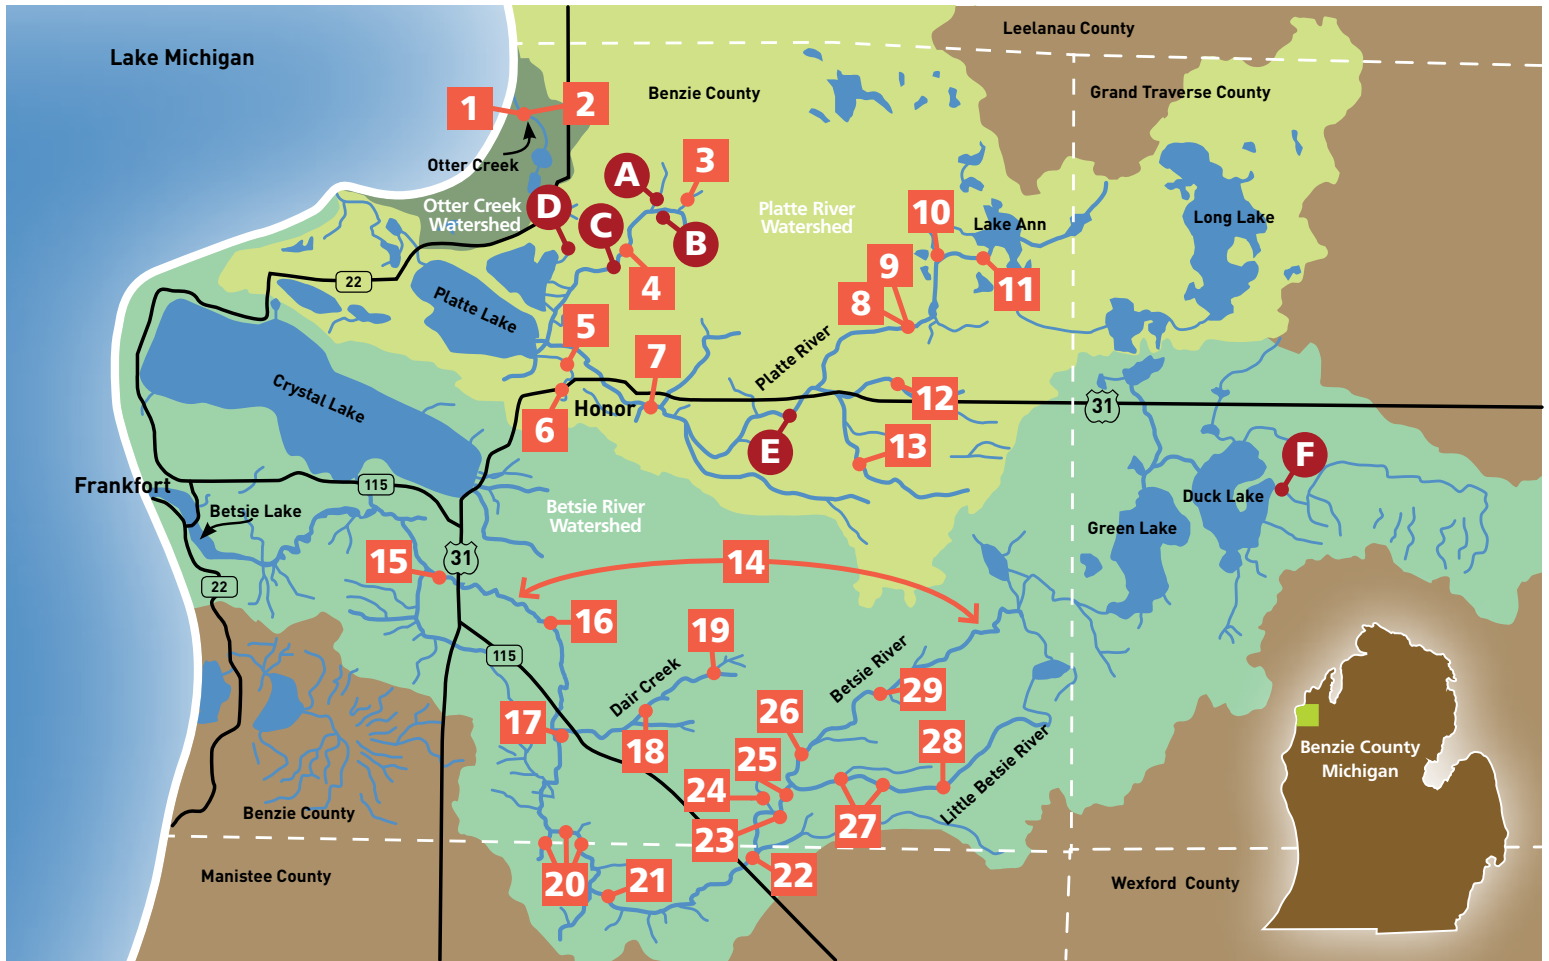 Leelanau County
Lake Michigan
Benzie County
Grand Traverse County
1
2
Otter Creek
3
A
D
Otter Creek
Watershed
C
B
Platte River
Watershed
10
Lake Ann
Long Lake
9
11
4
8
22
Platte Lake
5
7
Platte River
Crystal Lake
Honor
12
31
6
13
E
F
Frankfort
115
Duck Lake
Betsie Lake
Betsie River
Watershed
Green Lake
31
14
15
22
16
19
115
Dair Creek
Betsie River
29
26
17
18
25
28
Benzie County
Michigan
24
Little Betsie River
Benzie County
23
27
20
21
22
Manistee County
Wexford County